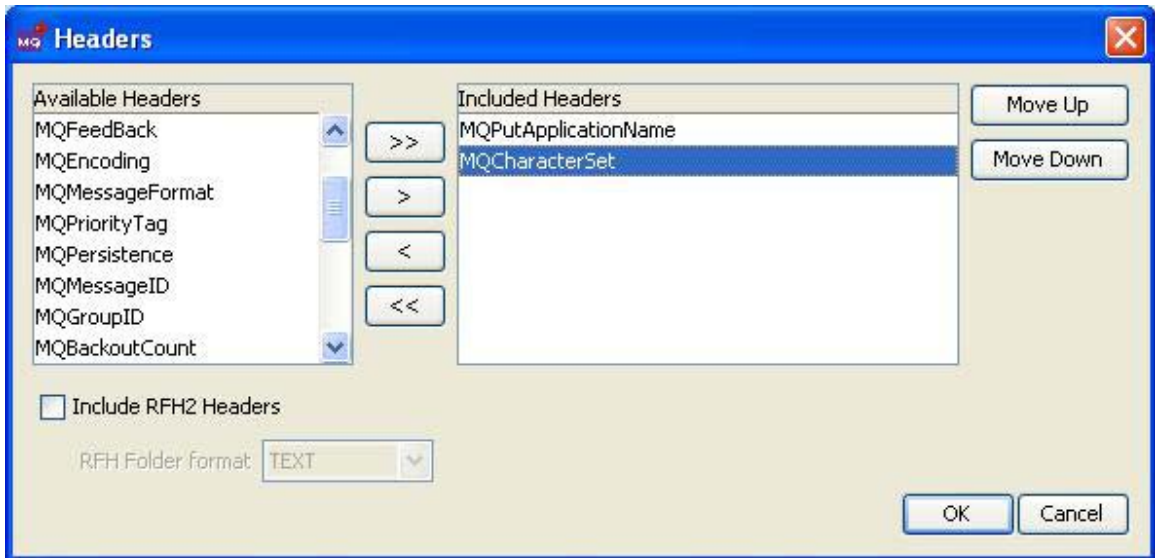 MQ Headers
Available Headers
MQFeedBack
MQEncoding
MQMessageFormat
MQPriorityTag
MQPersistence
MQMessageID
MQGroupID
MQBackoutCount
>>
>
<
<<
Included Headers
MQPutApplicationName
MQCharacterSet
Move Up
Move Down
Include RFH2 Headers
RFH Folder format TEXT
OK Cancel